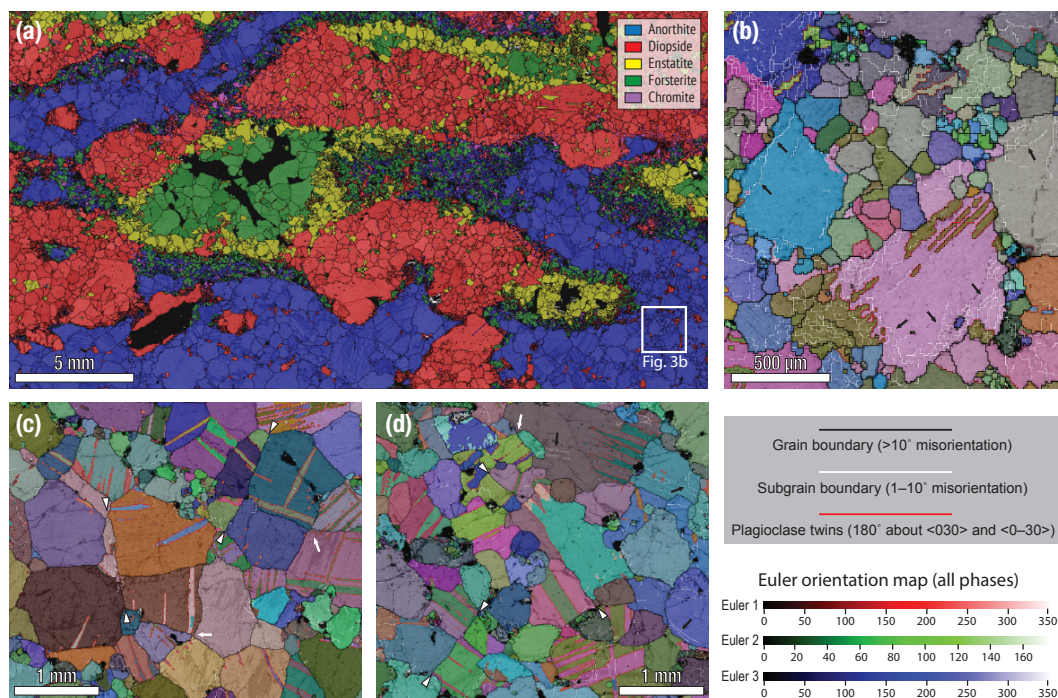 (a)
Anorthite
Diopside
Enstatite
Forsterite
Chromite
5 mm
Fig. 3b
(b)
500 µm
(c)
1 mm
(d)
1 mm
Grain boundary (>10° misorientation)
Subgrain boundary (1–10° misorientation)
Plagioclase twins (180° about <030> and <0–30>)
Euler orientation map (all phases)
Euler 1
0 50 100 150 200 250 300 350
Euler 2
0 20 40 60 80 100 120 140 160
Euler 3
0 50 100 150 200 250 300 350